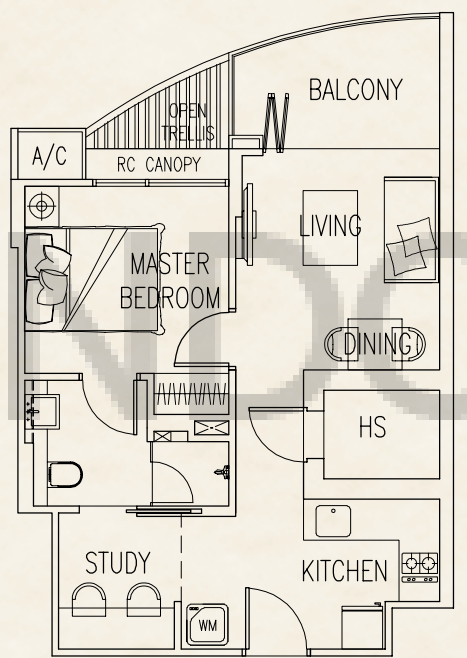 BALCONY
OPEN
TRELLIS
A/C
RC CANOPY
LIVING
MASTER
BEDROOM
DINING
HS
STUDY
KITCHEN
WM